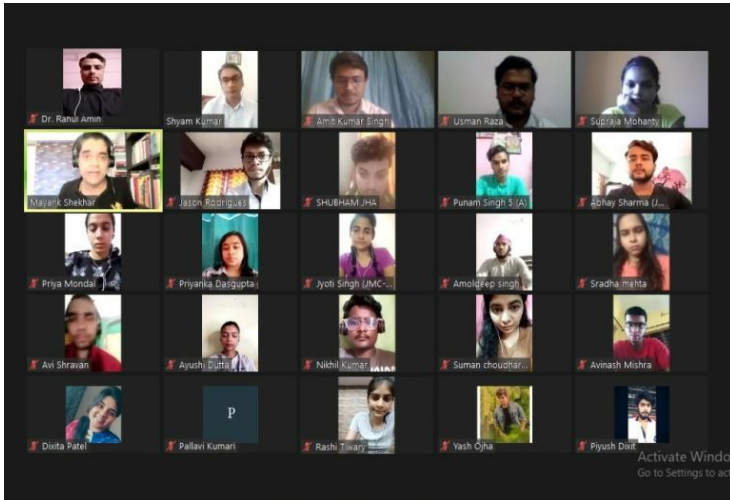 Dr. Rahul Amin
Shyam Kumar
Amit Kumar Singh
Usman Raza
Supraja Mohanty
Mayank Shekhar
Jason Rodrigues
SHUBHAM JHA
Punam Singh 5 (A)
Abhay Sharma (J...
Priya Mondal
Priyanka Dasgupta
Jyoti Singh (JMC-...
Amoldeep singh
Sradha mehta
Avi Shravan
Ayushi Dutta
Nikhil Kumar
Suman choudhar...
Avinash Mishra
Dixita Patel
P
Pallavi Kumari
Rashi Tiwary
Yash Ojha
Piyush Dixit
Activate Windo
Go to Settings to act